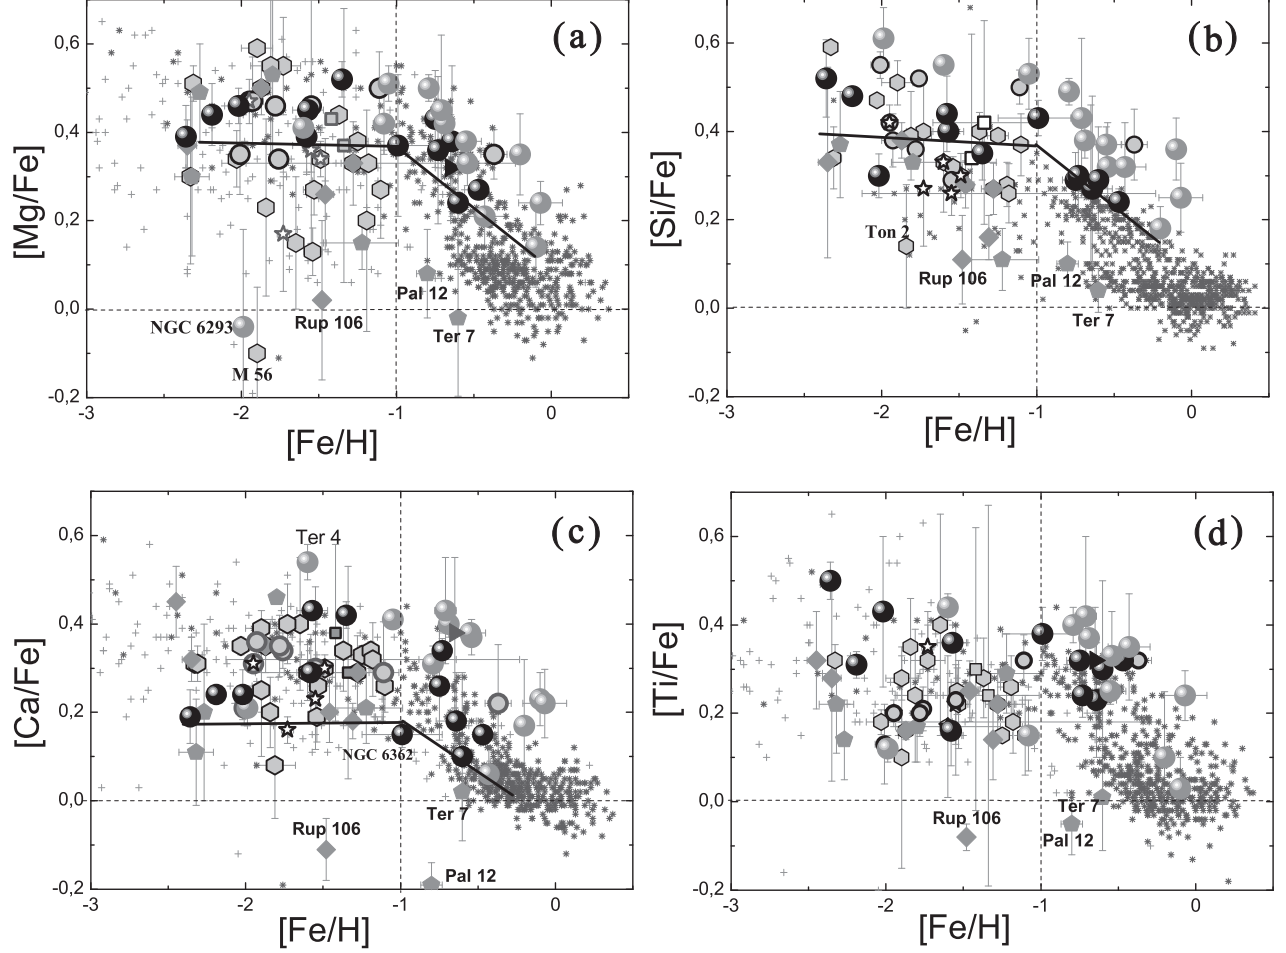 (a)
0,6
0,4
0,2
0,0
-0,2
[Mg/Fe]
Pal 12
NGC 6293
Rup 106
Ter 7
M 56
-3 -2 -1 0
[Fe/H]
(b)
0,6
0,4
0,2
0,0
-0,2
[Si/Fe]
Ton 2
Rup 106
Pal 12
Ter 7
-3 -2 -1 0
[Fe/H]
(c)
0,6
0,4
0,2
0,0
-0,2
[Ca/Fe]
Ter 4
NGC 6362
Ter 7
Rup 106
Pal 12
-3 -2 -1 0
[Fe/H]
(d)
0,6
0,4
0,2
0,0
-0,2
[Ti/Fe]
Ter 7
Rup 106
Pal 12
-3 -2 -1 0
[Fe/H]